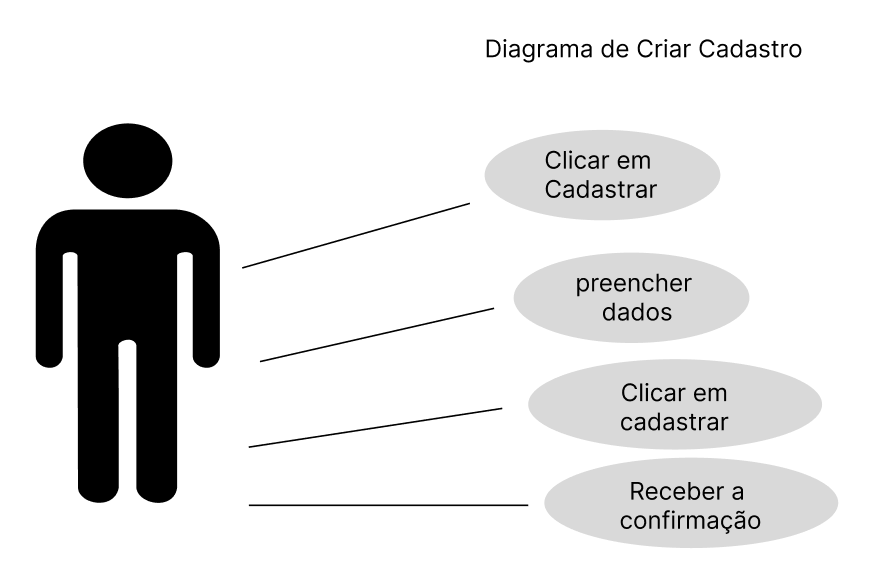 Diagrama de Criar Cadastro
Clicar em
Cadastrar
preencher
dados
Clicar em
cadastrar
Receber a
confirmação